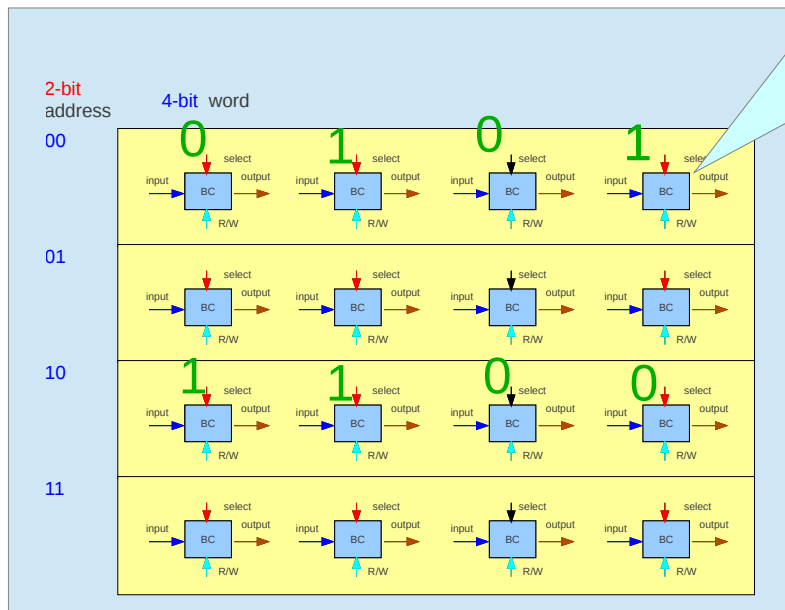 2-bit
address
4-bit word
0 1 0 1
00
select select select select
input output input output input output input output
BC BC BC BC
R/W R/W R/W R/W
01
select select select select
input output input output input output input output
BC BC BC BC
R/W R/W R/W R/W
10
1 1 0 0
select select select select
input output input output input output input output
BC BC BC BC
R/W R/W R/W R/W
11
select select select select
input output input output input output input output
BC BC BC BC
R/W R/W R/W R/W